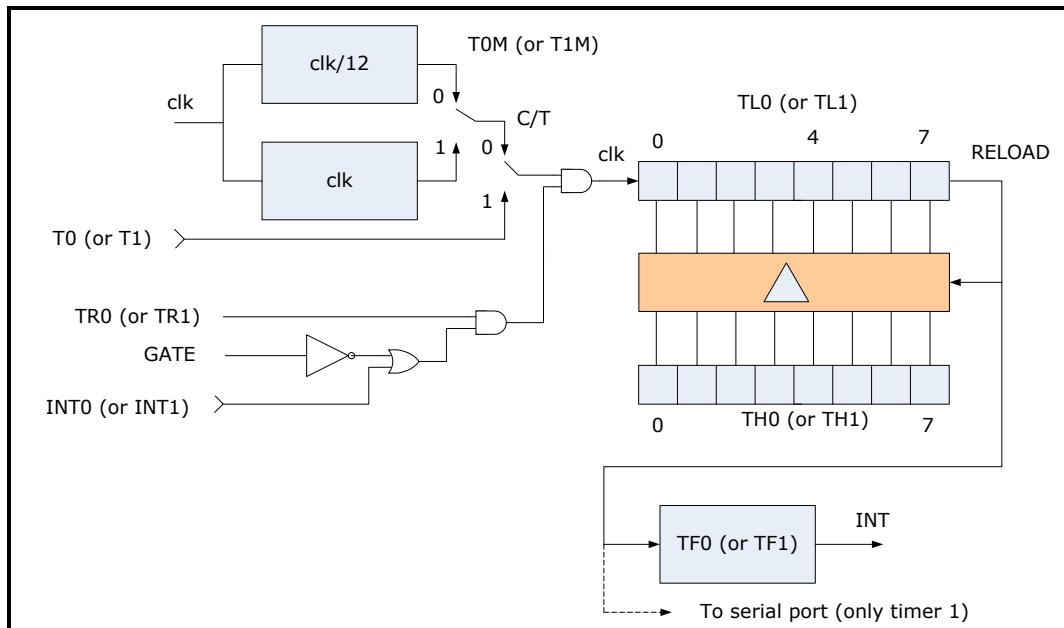 T0M (or T1M)
clk/12
clk
0
C/T
TL0 (or TL1)
0
4
7
RELOAD
1
0
clk
clk
1
T0 (or T1)
TR0 (or TR1)
GATE
INT0 (or INT1)
0
TH0 (or TH1)
7
INT
TF0 (or TF1)
To serial port (only timer 1)